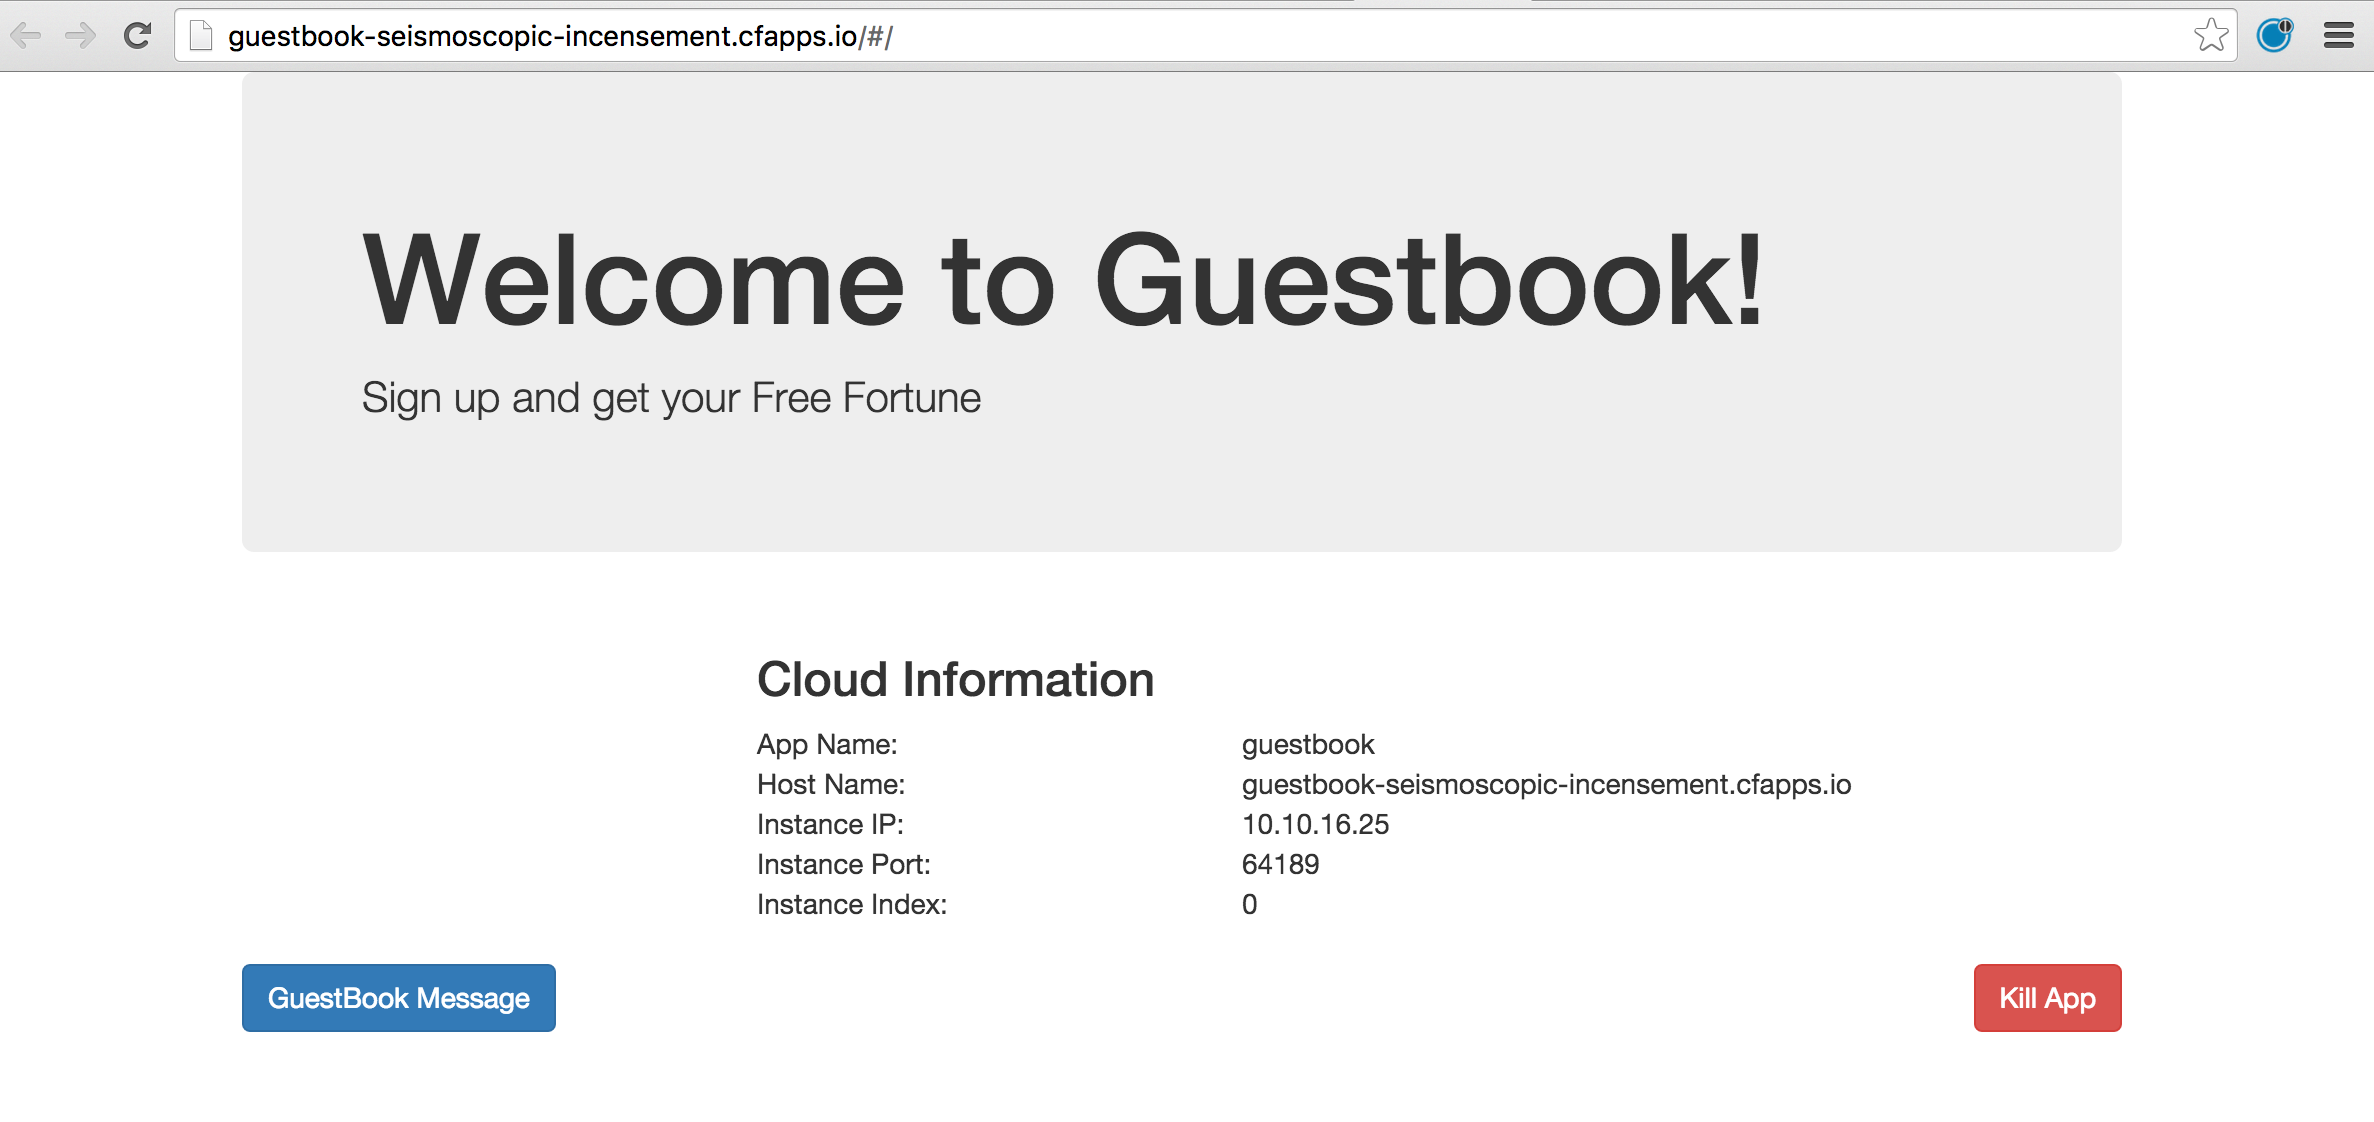 guestbook-seismoscopic-incensement.cfapps.io/#/
Welcome to Guestbook!
Sign up and get your Free Fortune
Cloud Information
App Name: guestbook
Host Name: guestbook-seismoscopic-incensement.cfapps.io
Instance IP: 10.10.16.25
Instance Port: 64189
Instance Index: 0
GuestBook Message Kill App